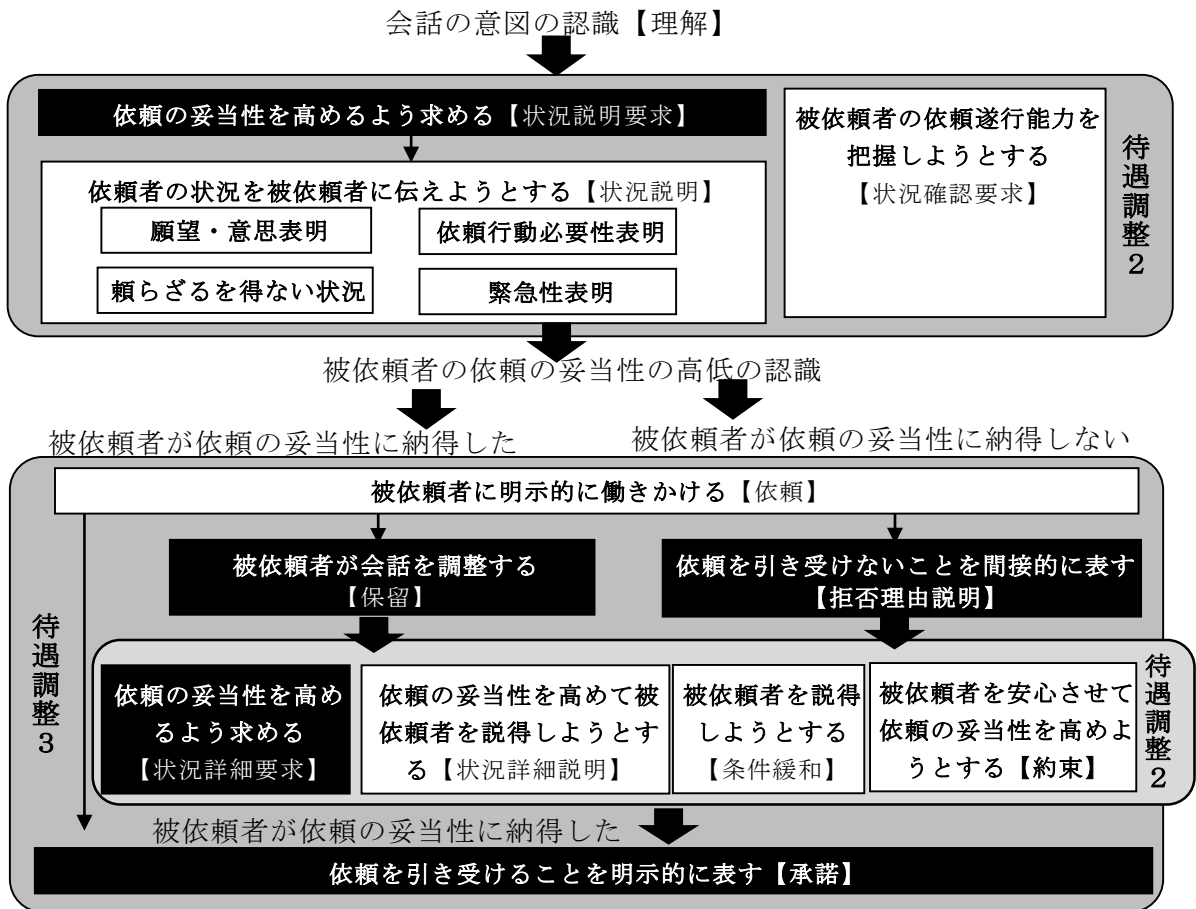 会話の意図の認識【理解】
依頼の妥当性を高めるよう求める【状況説明要求】
依頼者の状況を被依頼者に伝えようとする【状況説明】
願望・意思表明
依頼行動必要性表明
頼らざるを得ない状況
緊急性表明
被依頼者の依頼遂行能力を
把握しようとする
【状況確認要求】
待遇調整2
被依頼者の依頼の妥当性の高低の認識
被依頼者が依頼の妥当性に納得した
被依頼者が依頼の妥当性に納得しない
被依頼者に明示的に働きかける【依頼】
被依頼者が会話を調整する
【保留】
依頼を引き受けないことを間接的に表す
【拒否理由説明】
待遇調整3
依頼の妥当性を高め
るよう求める
【状況詳細要求】
依頼の妥当性を高めて被
依頼者を説得しようとす
る【状況詳細説明】
被依頼者を説得
しようとする
【条件緩和】
被依頼者を安心させて
依頼の妥当性を高めよ
うとする【約束】
待遇調整2
被依頼者が依頼の妥当性に納得した
依頼を引き受けることを明示的に表す【承諾】